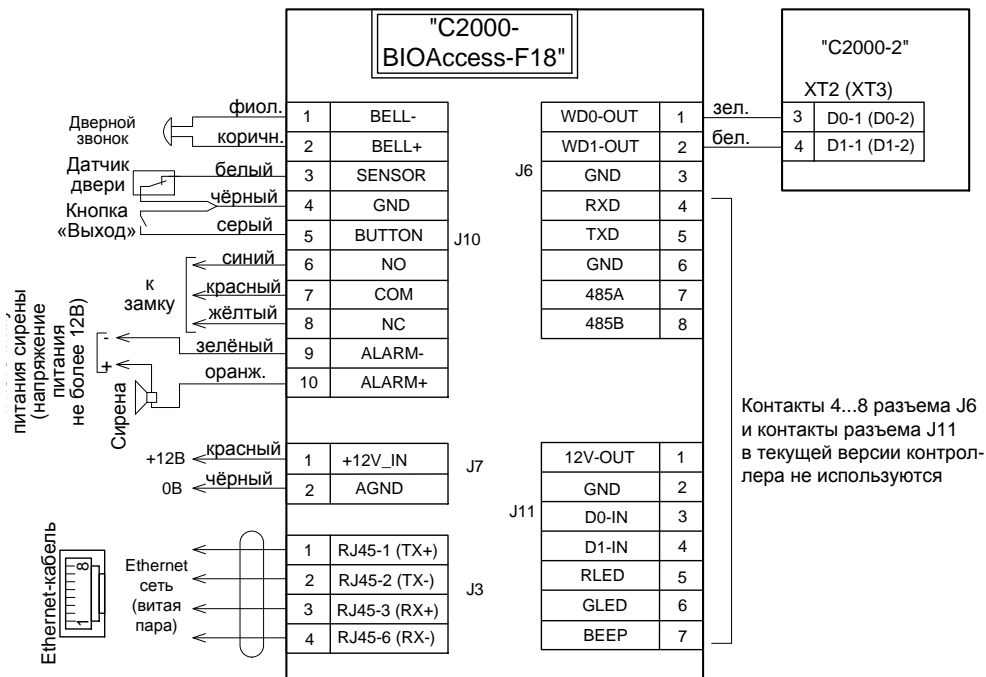 "С2000-
BIOAccess-F18"
"С2000-2"
XT2 (XT3)
Дверной
звонок
фиол.
1 BELL-
коричн.
2 BELL+
Датчик
двери
белый
3 SENSOR
чёрный
4 GND
Кнопка
«Выход»
серый
5 BUTTON
J10
к
замку
синий
6 NO
красный
7 COM
жёлтый
8 NC
питания сирены
(напряжение
питания
не более 12В)
-
+
Сирена
зелёный
9 ALARM-
оранж.
10 ALARM+
+12В
красный
1 +12V_IN
0В
чёрный
2 AGND
J7
Ethernet-кабель
8
1
Ethernet
сеть
(витая
пара)
1 RJ45-1 (TX+)
2 RJ45-2 (TX-)
3 RJ45-3 (RX+)
4 RJ45-6 (RX-)
J3
J6
WD0-OUT 1
зел.
3 D0-1 (D0-2)
WD1-OUT 2
бел.
4 D1-1 (D1-2)
GND 3
RXD 4
TXD 5
GND 6
485A 7
485B 8
J11
12V-OUT 1
GND 2
D0-IN 3
D1-IN 4
RLED 5
GLED 6
BEEP 7
Контакты 4...8 разъема J6
и контакты разъема J11
в текущей версии контрол-
лера не используются